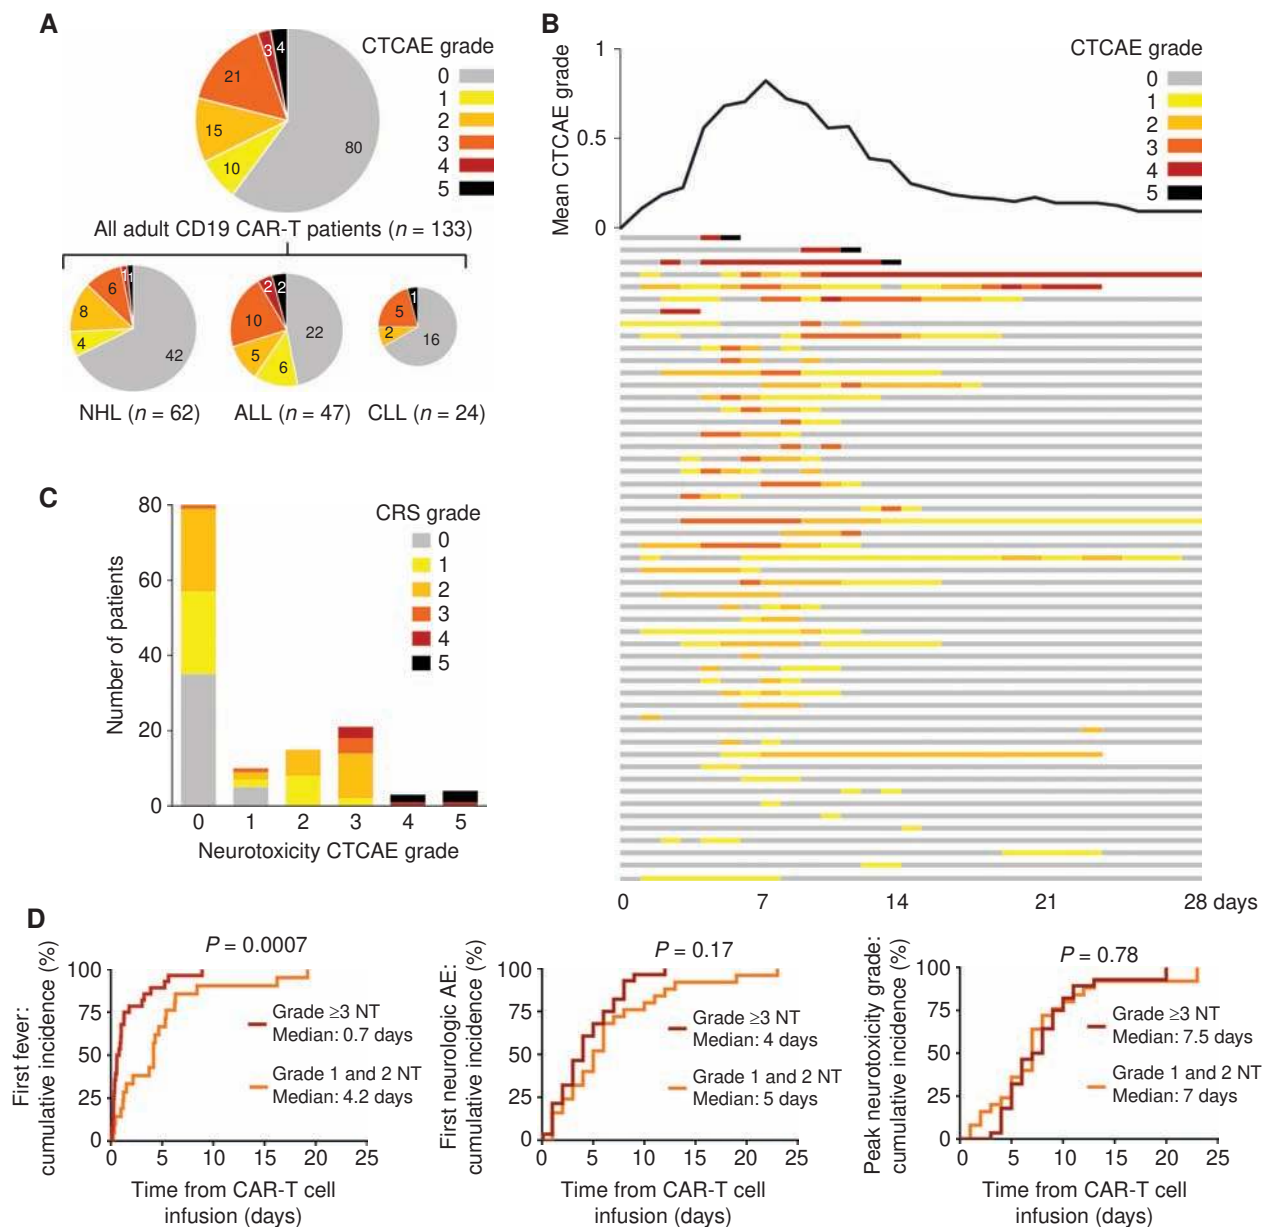 A
CTCAE grade
0
1
2
3
4
5
3
4
21
15
10
80
All adult CD19 CAR-T patients (n = 133)
1
1
6
8
4
42
NHL (n = 62)
2
2
10
5
6
22
ALL (n = 47)
1
5
2
16
CLL (n = 24)
B
Mean CTCAE grade
1
0.5
0
CTCAE grade
0
1
2
3
4
5
0
7
14
21
28 days
C
Number of patients
80
60
40
20
0
CRS grade
0
1
2
3
4
5
0
1
2
3
4
5
Neurotoxicity CTCAE grade
D
First fever:
cumulative incidence (%)
P = 0.0007
100
75
50
25
0
Grade ≥3 NT
Median: 0.7 days
Grade 1 and 2 NT
Median: 4.2 days
0
5
10
15
20
25
Time from CAR-T cell
infusion (days)
First neurologic AE:
cumulative incidence (%)
P = 0.17
100
75
50
25
0
Grade ≥3 NT
Median: 4 days
Grade 1 and 2 NT
Median: 5 days
0
5
10
15
20
25
Time from CAR-T cell
infusion (days)
Peak neurotoxicity grade:
cumulative incidence (%)
P = 0.78
100
75
50
25
0
Grade ≥3 NT
Median: 7.5 days
Grade 1 and 2 NT
Median: 7 days
0
5
10
15
20
25
Time from CAR-T cell
infusion (days)